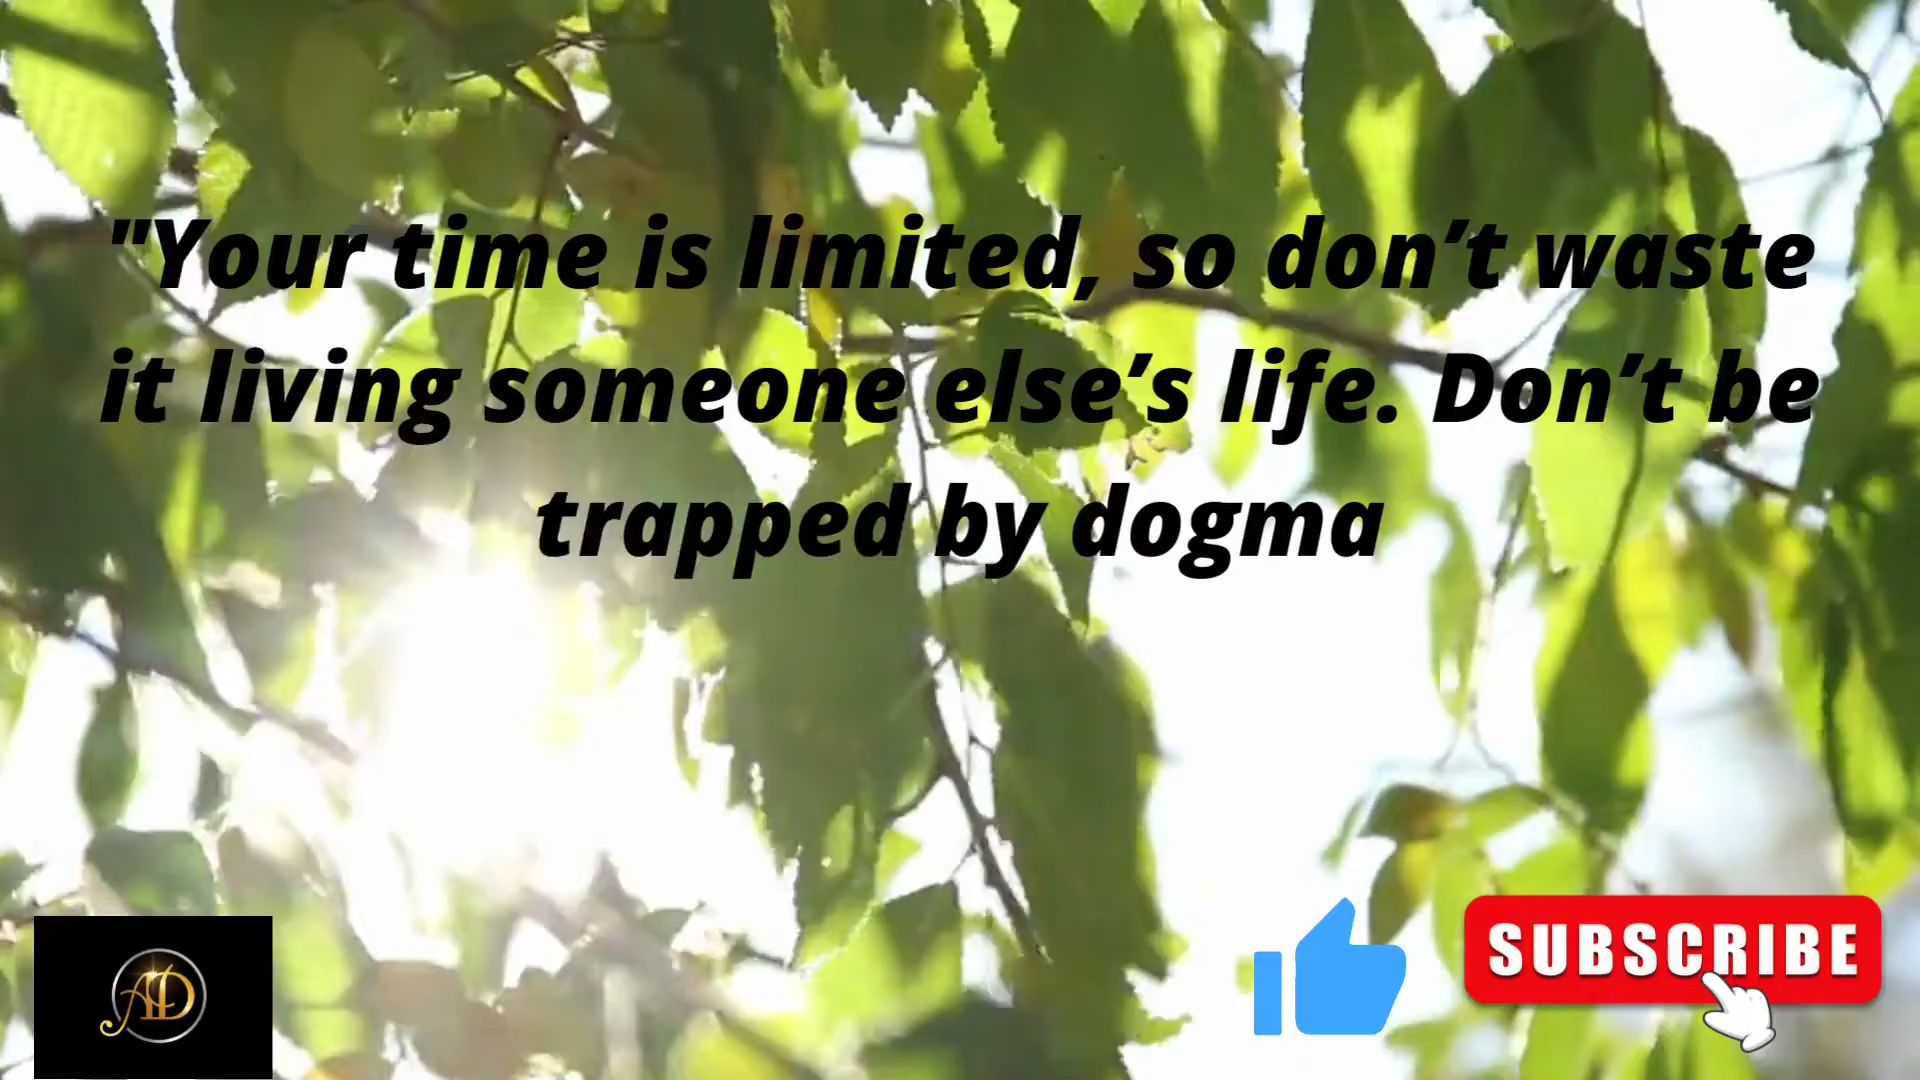 "Your time is limited, so don’t waste
it living someone else’s life. Don’t be
trapped by dogma
AD
SUBSCRIBE